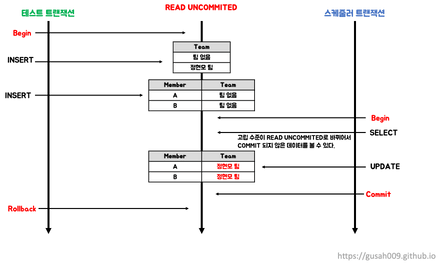 테스트 트랜잭션
READ UNCOMMITED
스케줄러 트랜잭션
Begin
Team
INSERT
팀 없음
정현모 팀
Member Team
INSERT
A 팀 없음
B 팀 없음
Begin
SELECT
고립 수준이 READ UNCOMMITED로 바뀌어서
COMMIT 되지 않은 데이터를 볼 수 있다.
Member Team
A 정현모 팀
UPDATE
B 정현모 팀
Commit
Rollback
https://gusah009.github.io